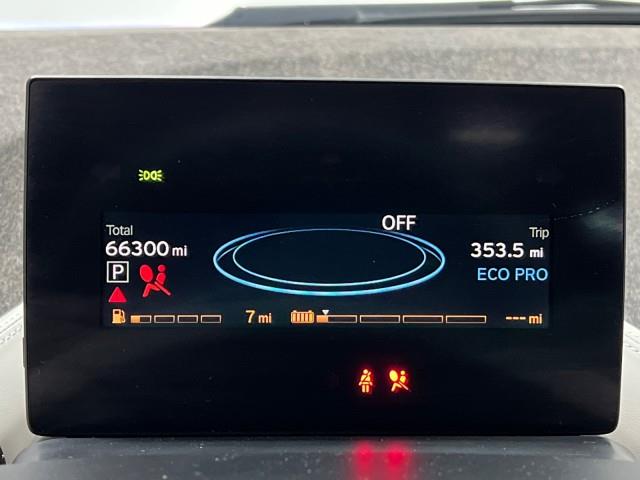 OFF
Total
Trip
66300 mi
353.5 mi
P
ECO PRO
7 mi
--- mi